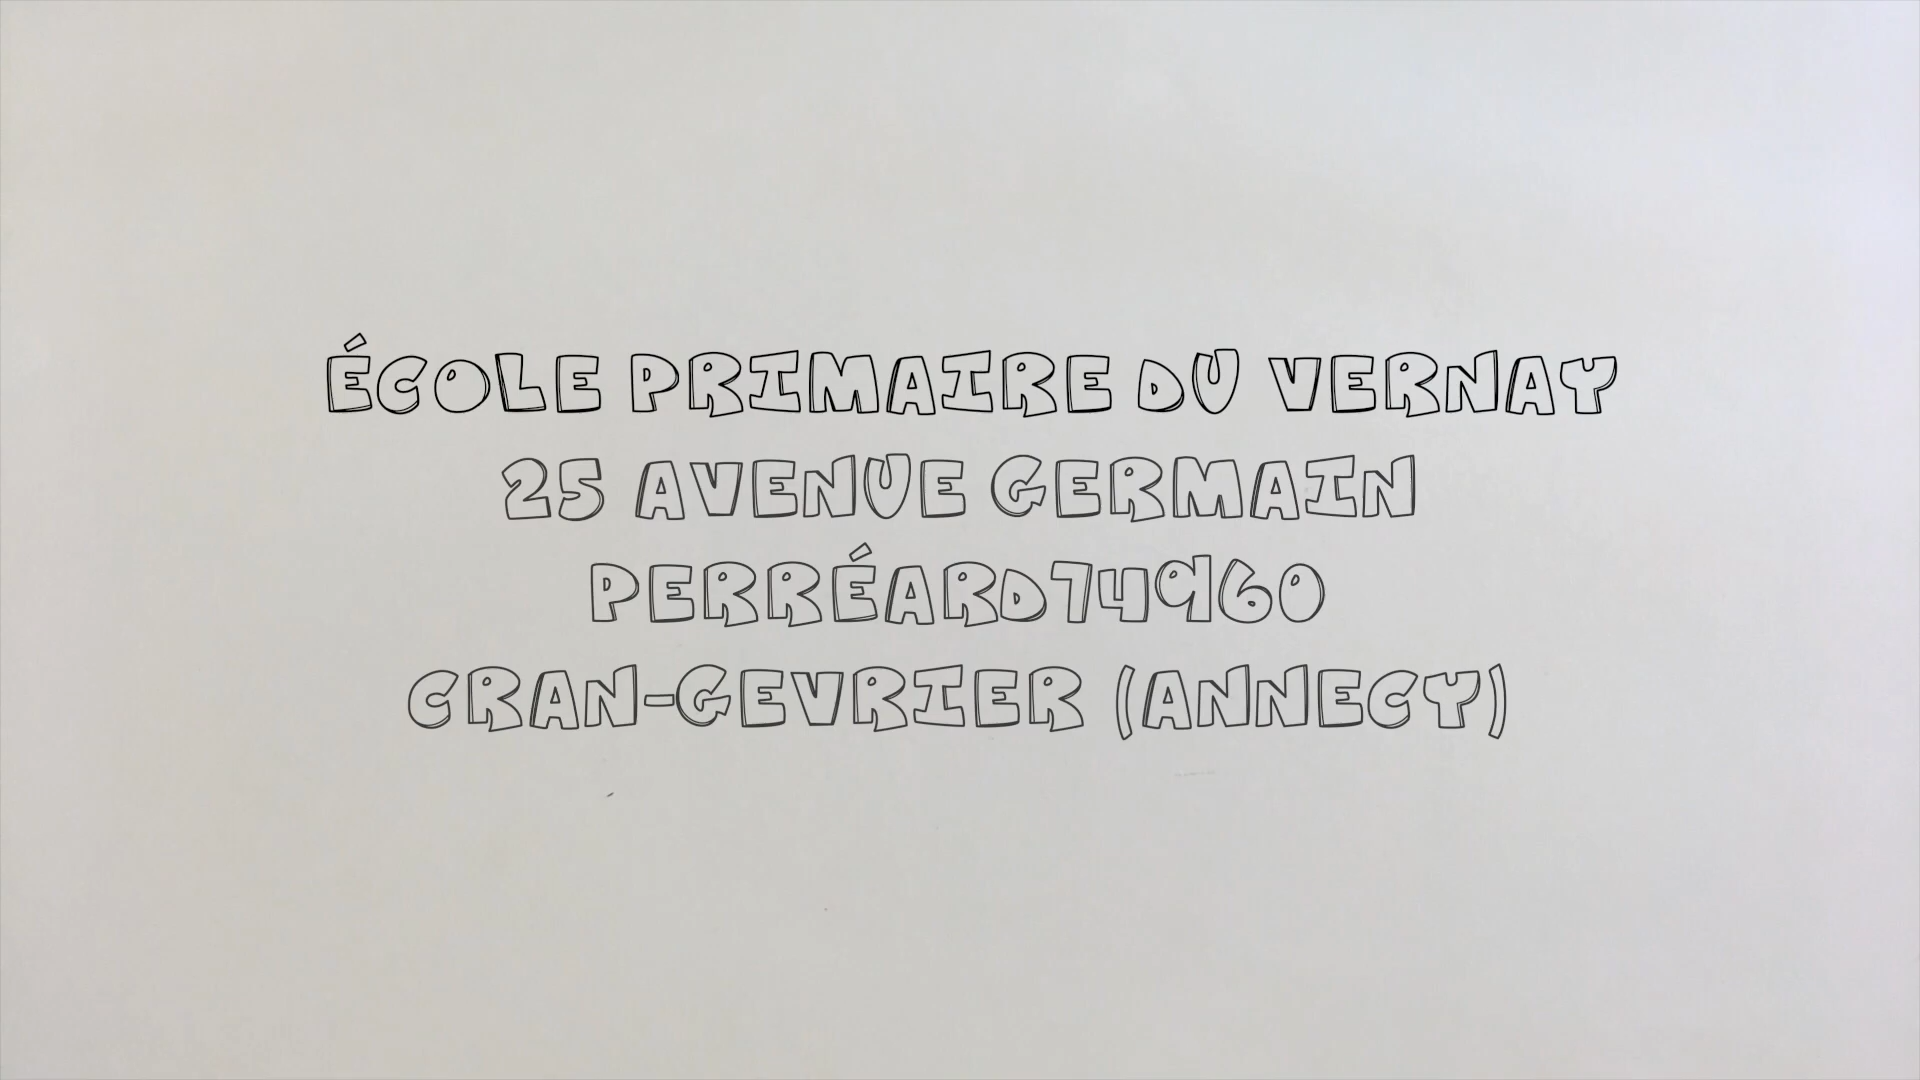 ÉCOLE PRIMAIRE DU VERNAY
25 AVENUE GERMAIN
PERRÉARD74960
CRAN-GEVRIER (ANNECY)